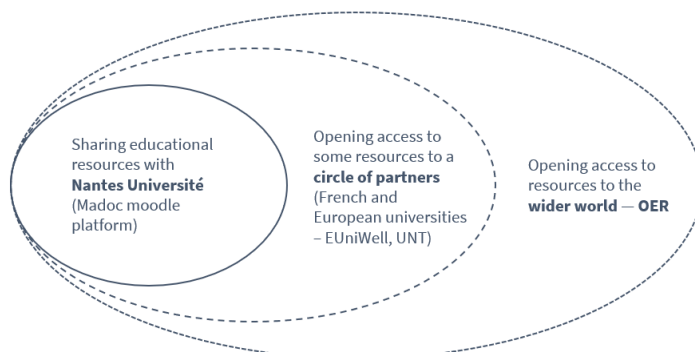 Sharing educational
resources with
Nantes Université
(Madoc moodle
platform)
Opening access to
some resources to a
circle of partners
(French and
European universities
– EUniWell, UNT)
Opening access to
resources to the
wider world — OER